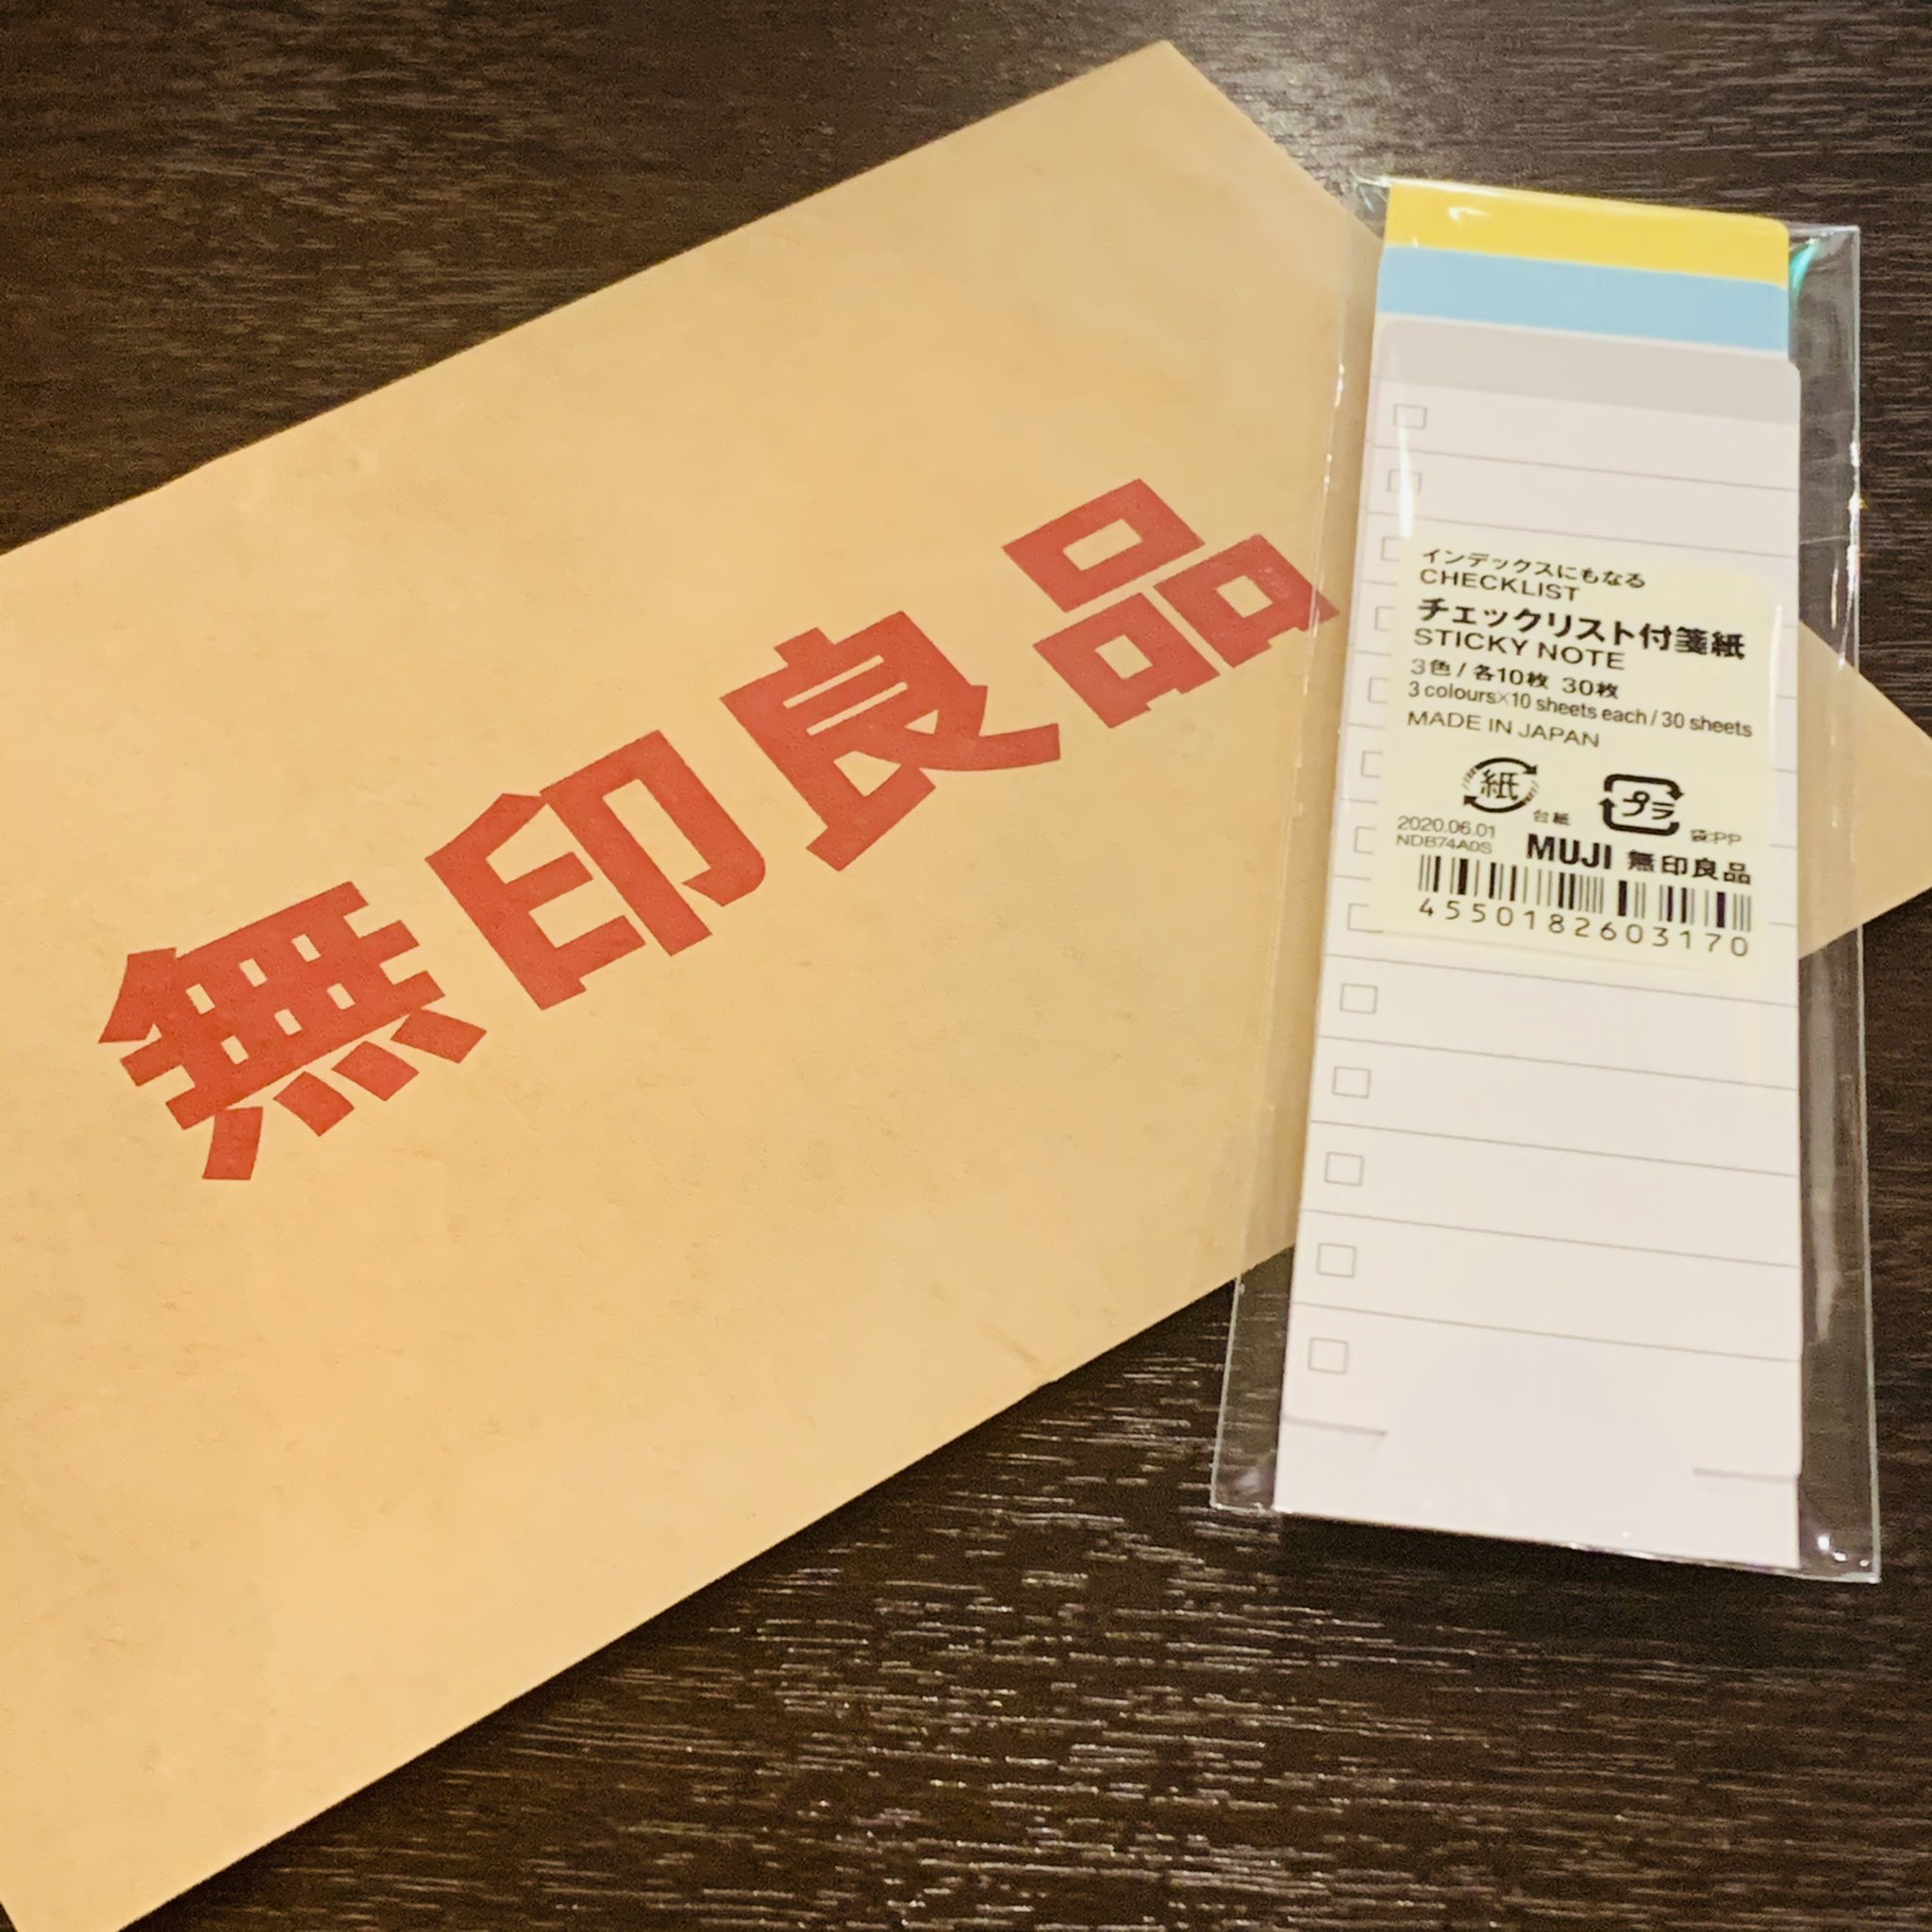 無印良品
インデックスにもなる
CHECKLIST
チェックリスト付箋紙
STICKY NOTE
3色 / 各10枚 30枚
3 colours×10 sheets each / 30 sheets
MADE IN JAPAN
紙 台紙 プラ 袋:PP
2020.06.01
NDB74A0S
MUJI 無印良品
4550182603170